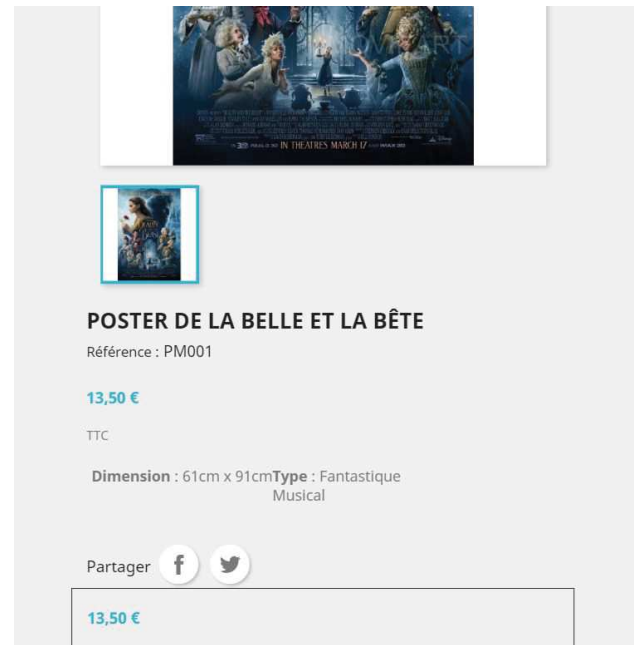 IN THEATRES MARCH 17
POSTER DE LA BELLE ET LA BÊTE
Référence : PM001
13,50 €
TTC
Dimension : 61cm x 91cmType : Fantastique
Musical
Partager
13,50 €